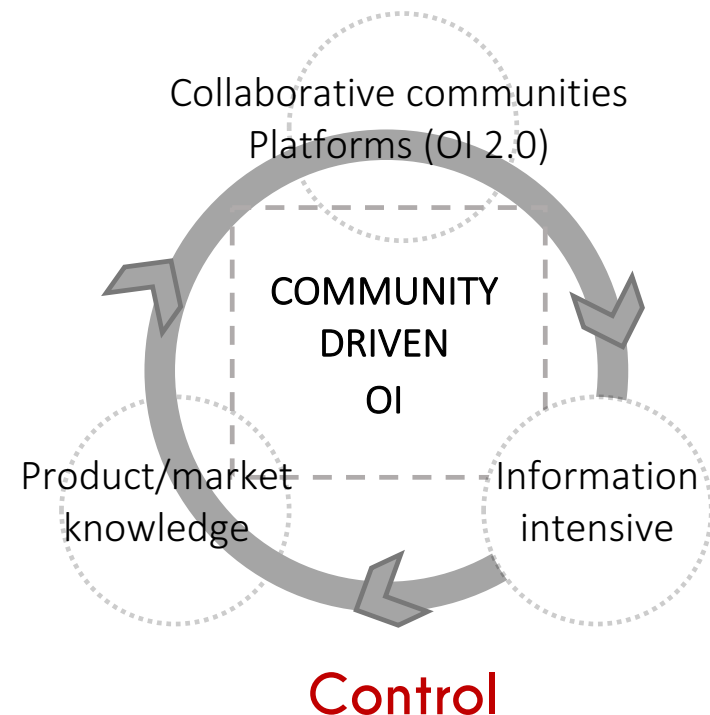 Collaborative communities
Platforms (OI 2.0)
COMMUNITY
DRIVEN
OI
Product/market
knowledge
Information
intensive
Control